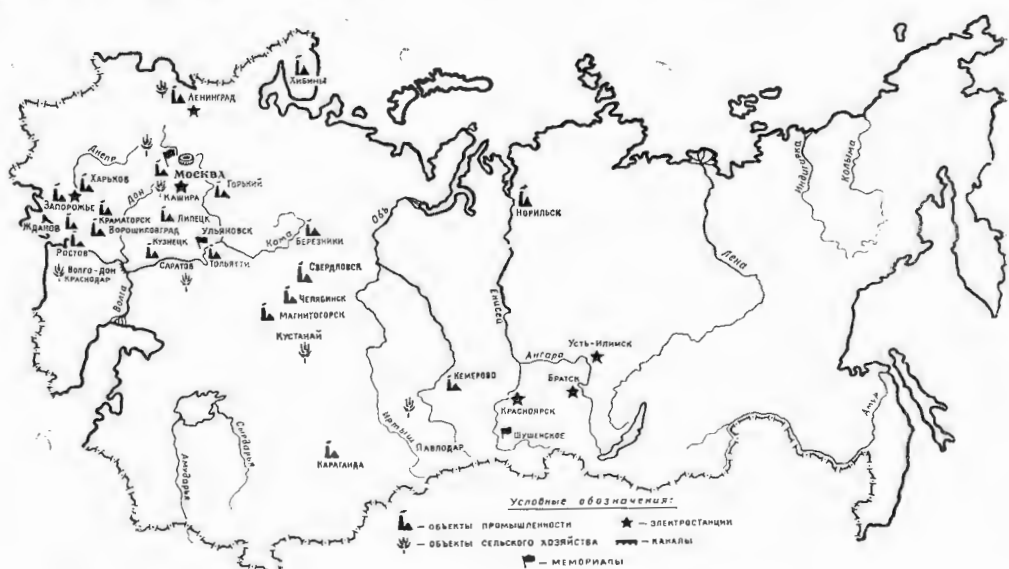 Хибины
Ленинград
Днепр
Москва
Харьков
Дон
Кашира
Горький
Запорожье
Краматорск
Липецк
Жданов
Ворошиловград
Ульяновск
Кама
Березники
Ростов
Кузнецк
Тольятти
Волго-Дон
Краснодар
Саратов
Свердловск
Волга
Челябинск
Магнитогорск
Кустанай
Обь
Норильск
Енисей
Лена
Индигирка
Колыма
Усть-Илимск
Ангара
Братск
Кемерово
Красноярск
Иртыш
Шушенское
Павлодар
Караганда
Сырдарья
Амударья
Амур
Условные обозначения:
– объекты промышленности
– электростанции
– объекты сельского хозяйства
– каналы
– мемориалы